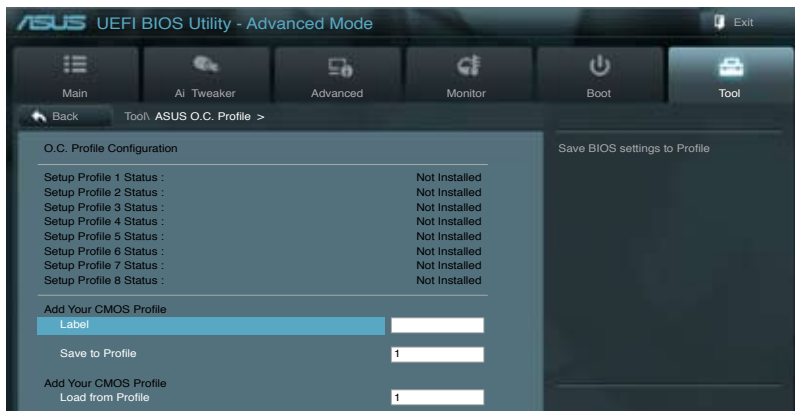 ASUS UEFI BIOS Utility - Advanced Mode
Exit
Main
Ai Tweaker
Advanced
Monitor
Boot
Tool
Back
Tool\ ASUS O.C. Profile >
O.C. Profile Configuration
Save BIOS settings to Profile
Setup Profile 1 Status : Not Installed
Setup Profile 2 Status : Not Installed
Setup Profile 3 Status : Not Installed
Setup Profile 4 Status : Not Installed
Setup Profile 5 Status : Not Installed
Setup Profile 6 Status : Not Installed
Setup Profile 7 Status : Not Installed
Setup Profile 8 Status : Not Installed
Add Your CMOS Profile
Label
Save to Profile 1
Add Your CMOS Profile
Load from Profile 1